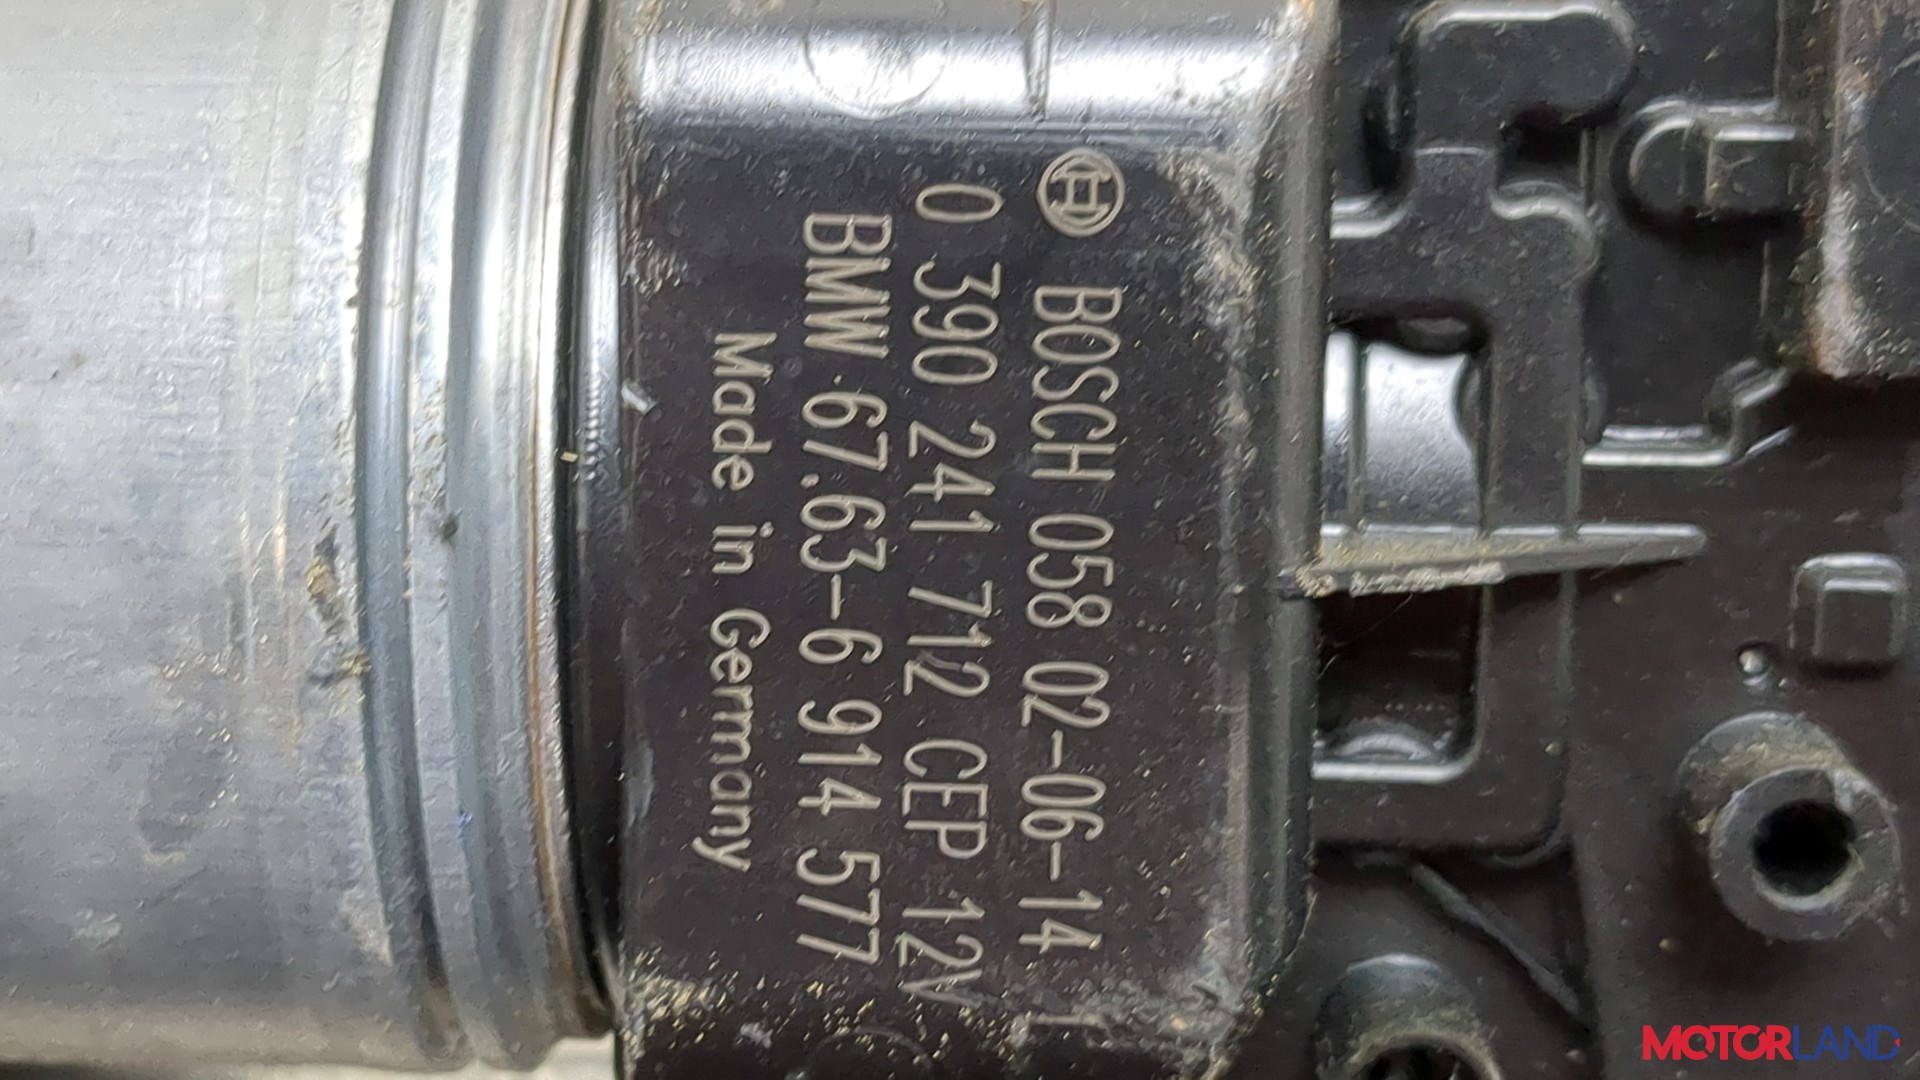 BOSCH 058 02-06-14
0 390 241 712 CEP 12V
BMW 67.63-6 914 577
Made in Germany
MOTORLAND